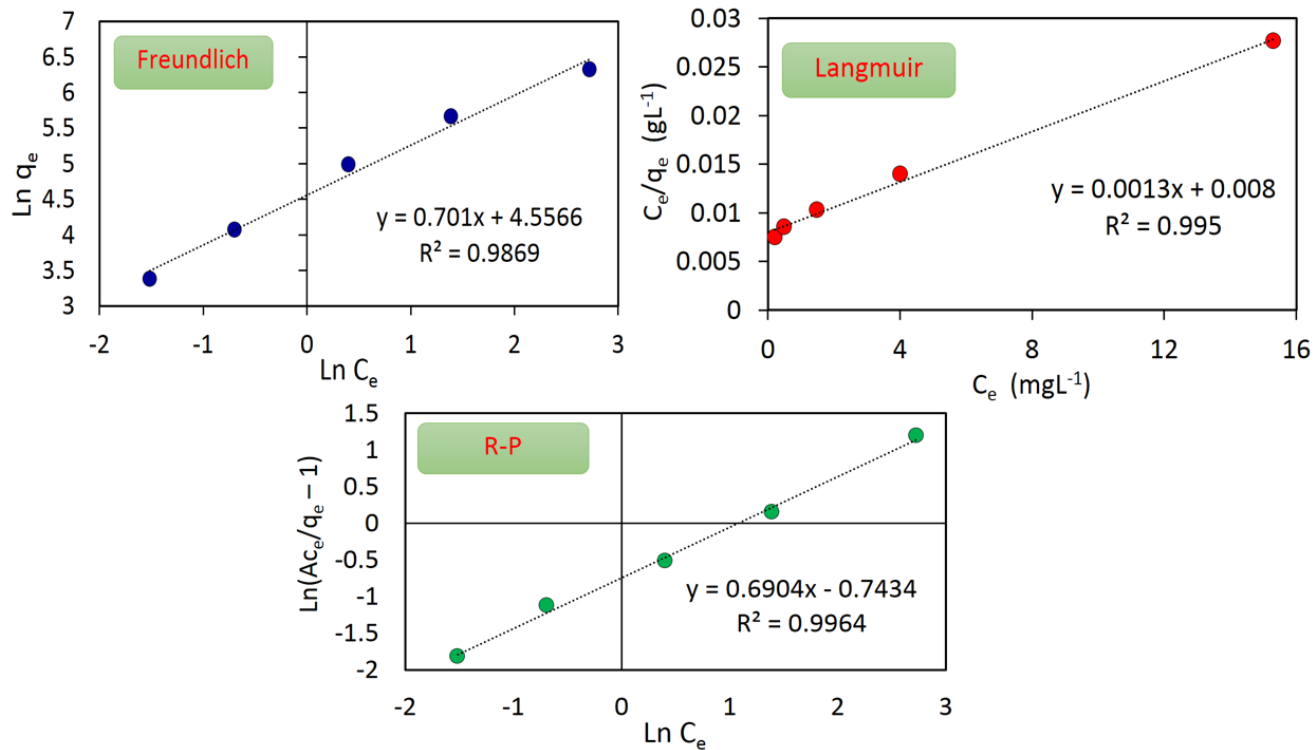 Freundlich
Ln qₑ
7
6.5
6
5.5
5
4.5
4
3.5
3
y = 0.701x + 4.5566
R² = 0.9869
-2 -1 0 1 2 3
Ln Cₑ
Langmuir
Cₑ/qₑ (gL⁻¹)
0.03
0.025
0.02
0.015
0.01
0.005
0
y = 0.0013x + 0.008
R² = 0.995
0 4 8 12 16
Cₑ (mgL⁻¹)
R-P
Ln(Acₑ/qₑ – 1)
1.5
1
0.5
0
-0.5
-1
-1.5
-2
y = 0.6904x - 0.7434
R² = 0.9964
-2 -1 0 1 2 3
Ln Cₑ